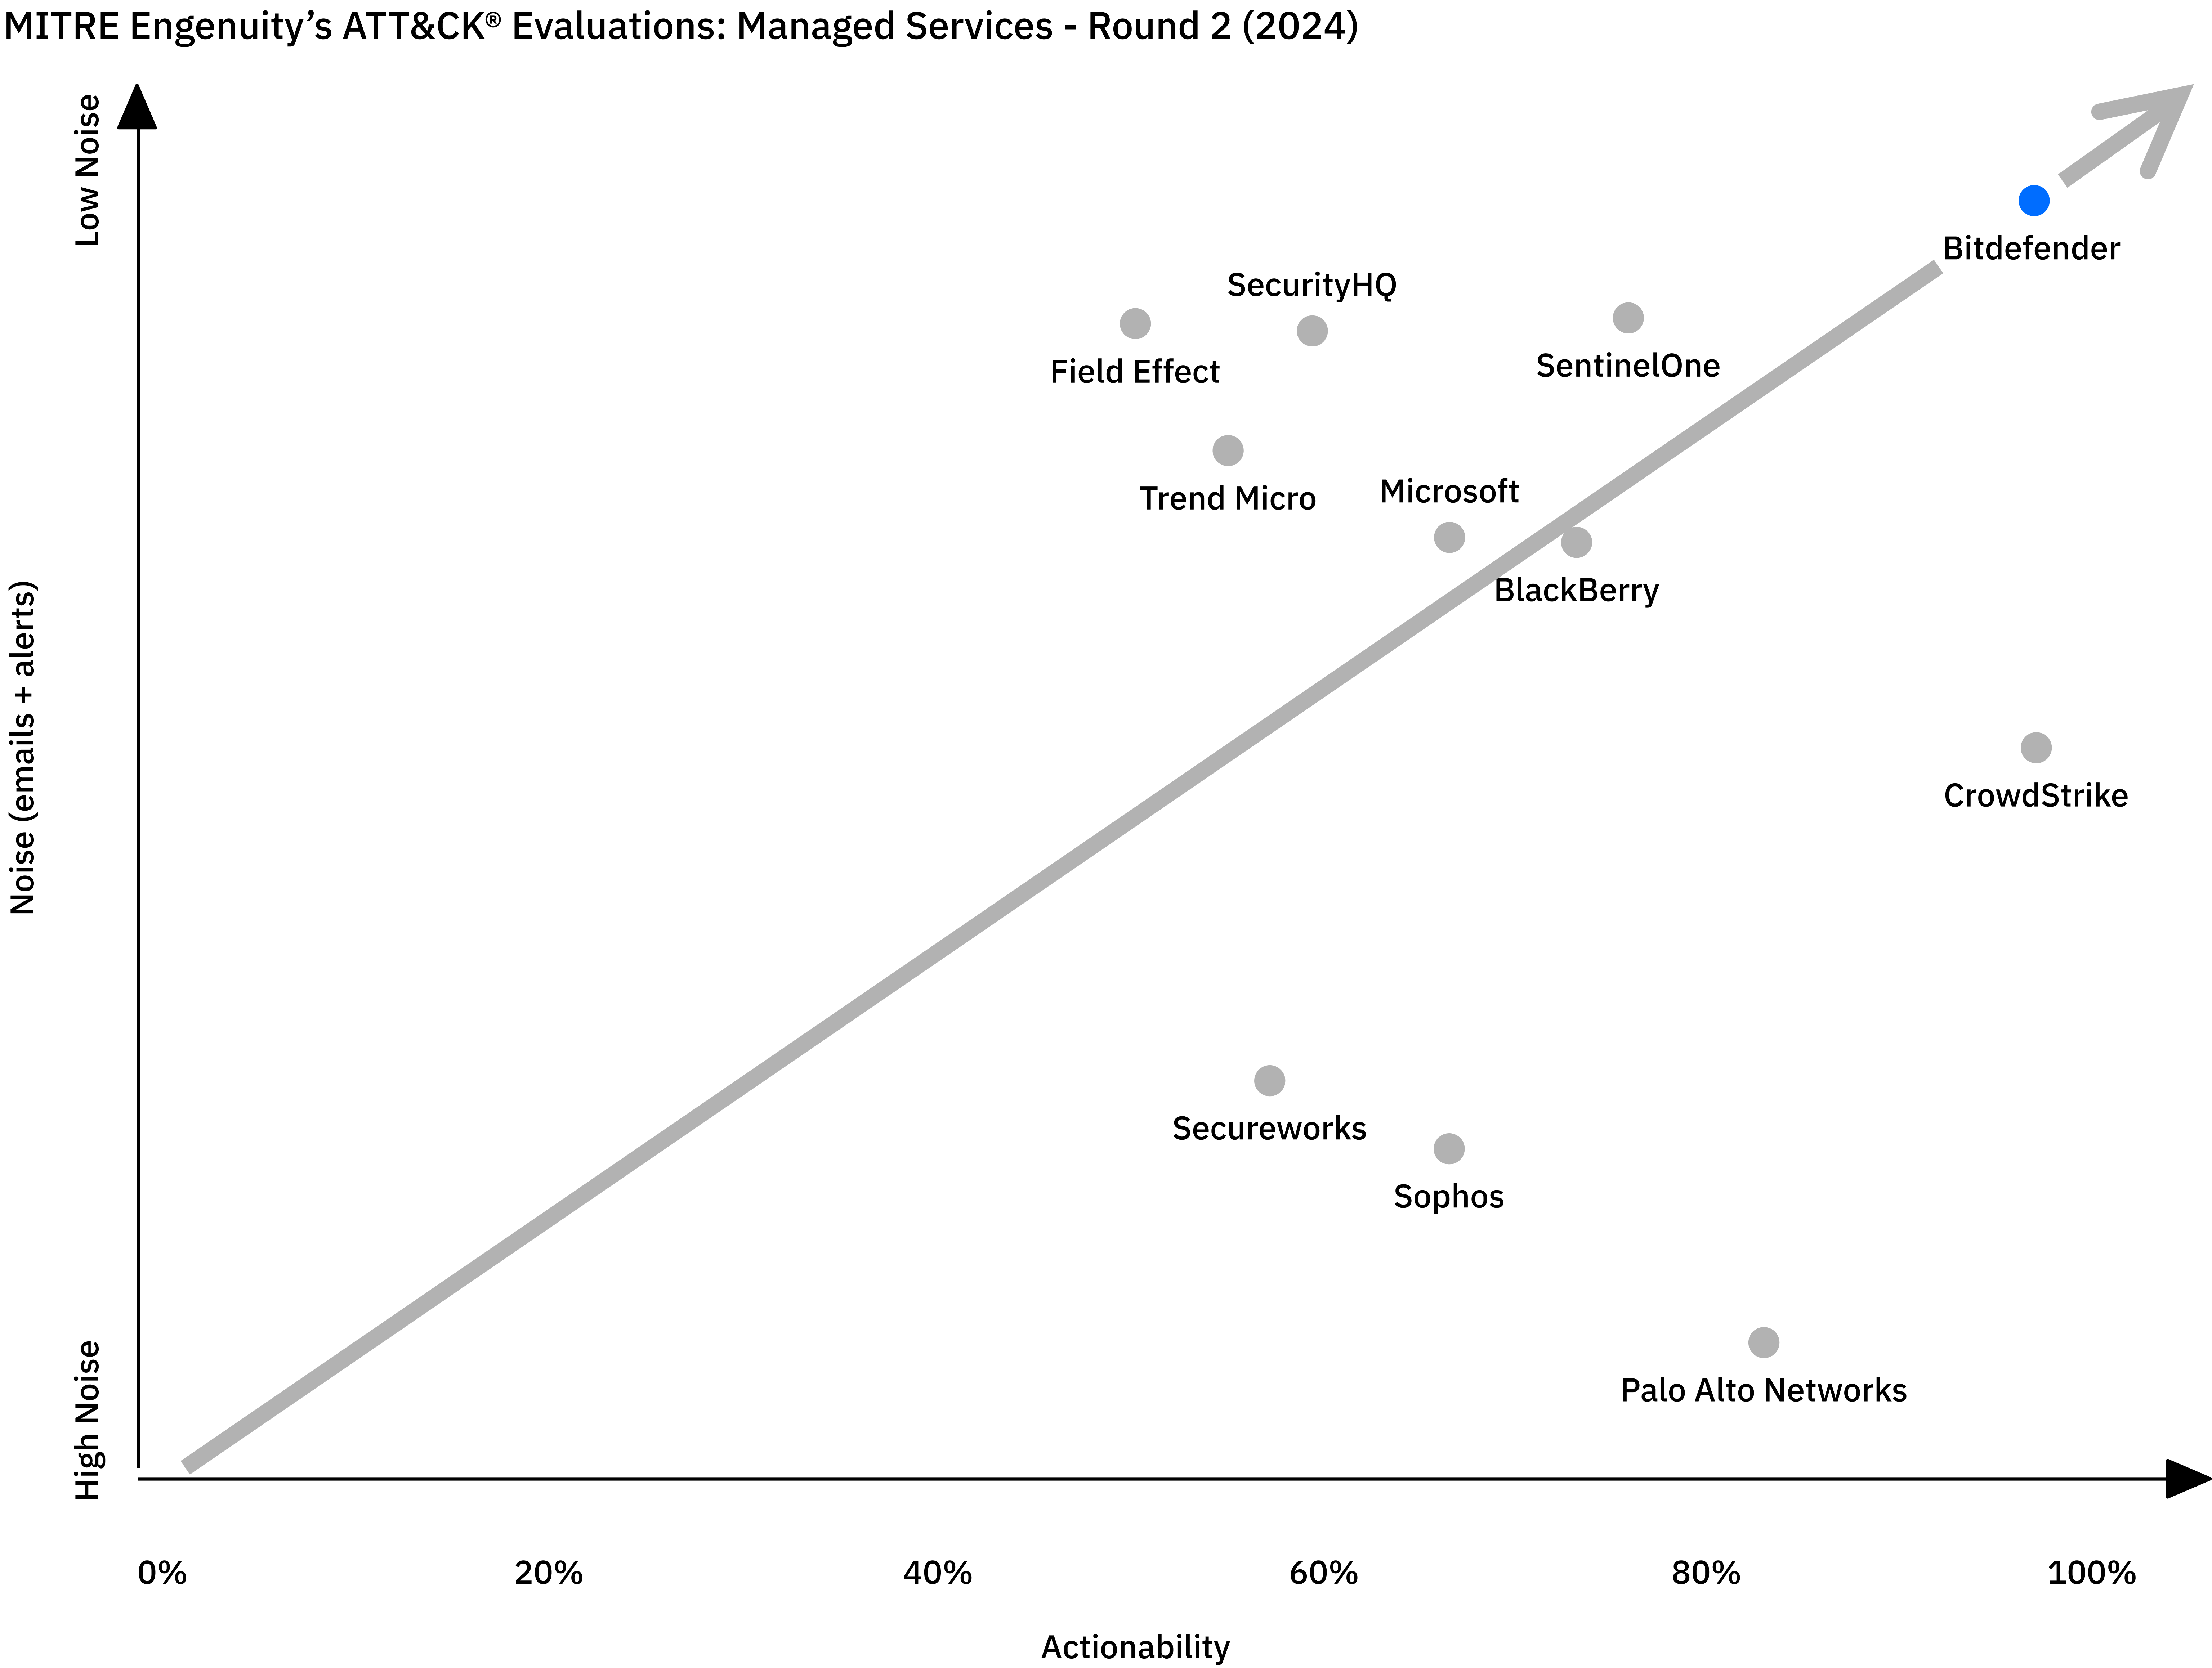 MITRE Engenuity’s ATT&CK® Evaluations: Managed Services - Round 2 (2024)
Low Noise
Noise (emails + alerts)
High Noise
Bitdefender
SecurityHQ
Field Effect
SentinelOne
Trend Micro
Microsoft
BlackBerry
CrowdStrike
Secureworks
Sophos
Palo Alto Networks
0% 20% 40% 60% 80% 100%
Actionability